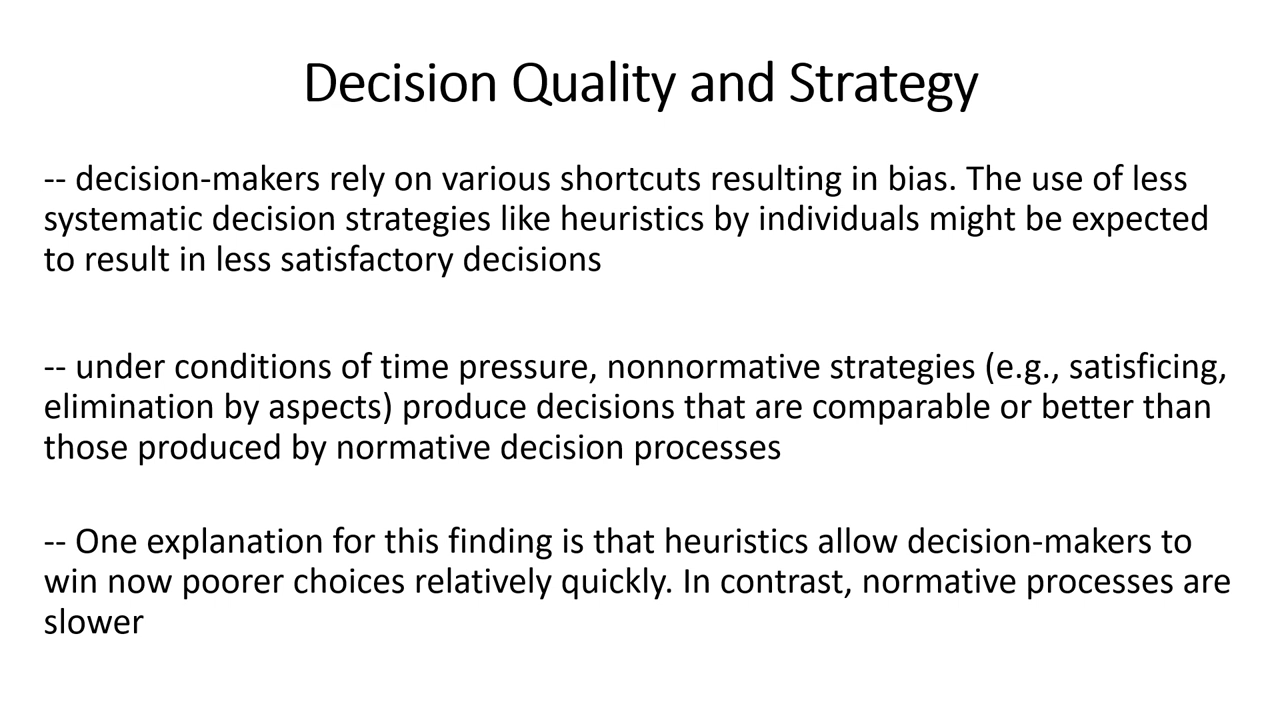 Decision Quality and Strategy
-- decision-makers rely on various shortcuts resulting in bias. The use of less
systematic decision strategies like heuristics by individuals might be expected
to result in less satisfactory decisions
-- under conditions of time pressure, nonnormative strategies (e.g., satisficing,
elimination by aspects) produce decisions that are comparable or better than
those produced by normative decision processes
-- One explanation for this finding is that heuristics allow decision-makers to
win now poorer choices relatively quickly. In contrast, normative processes are
slower